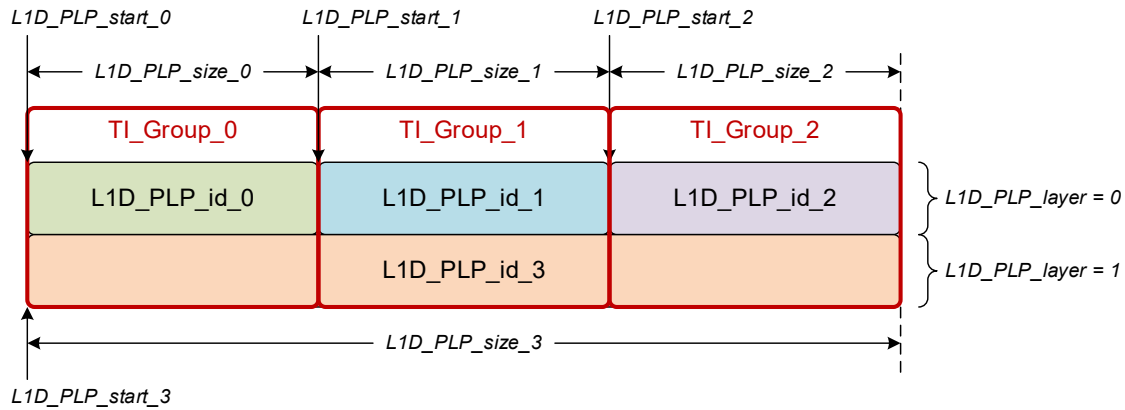 L1D_PLP_start_0 L1D_PLP_start_1 L1D_PLP_start_2
L1D_PLP_size_0 L1D_PLP_size_1 L1D_PLP_size_2
TI_Group_0 TI_Group_1 TI_Group_2
L1D_PLP_id_0 L1D_PLP_id_1 L1D_PLP_id_2 L1D_PLP_layer = 0
L1D_PLP_id_3 L1D_PLP_layer = 1
L1D_PLP_size_3
L1D_PLP_start_3